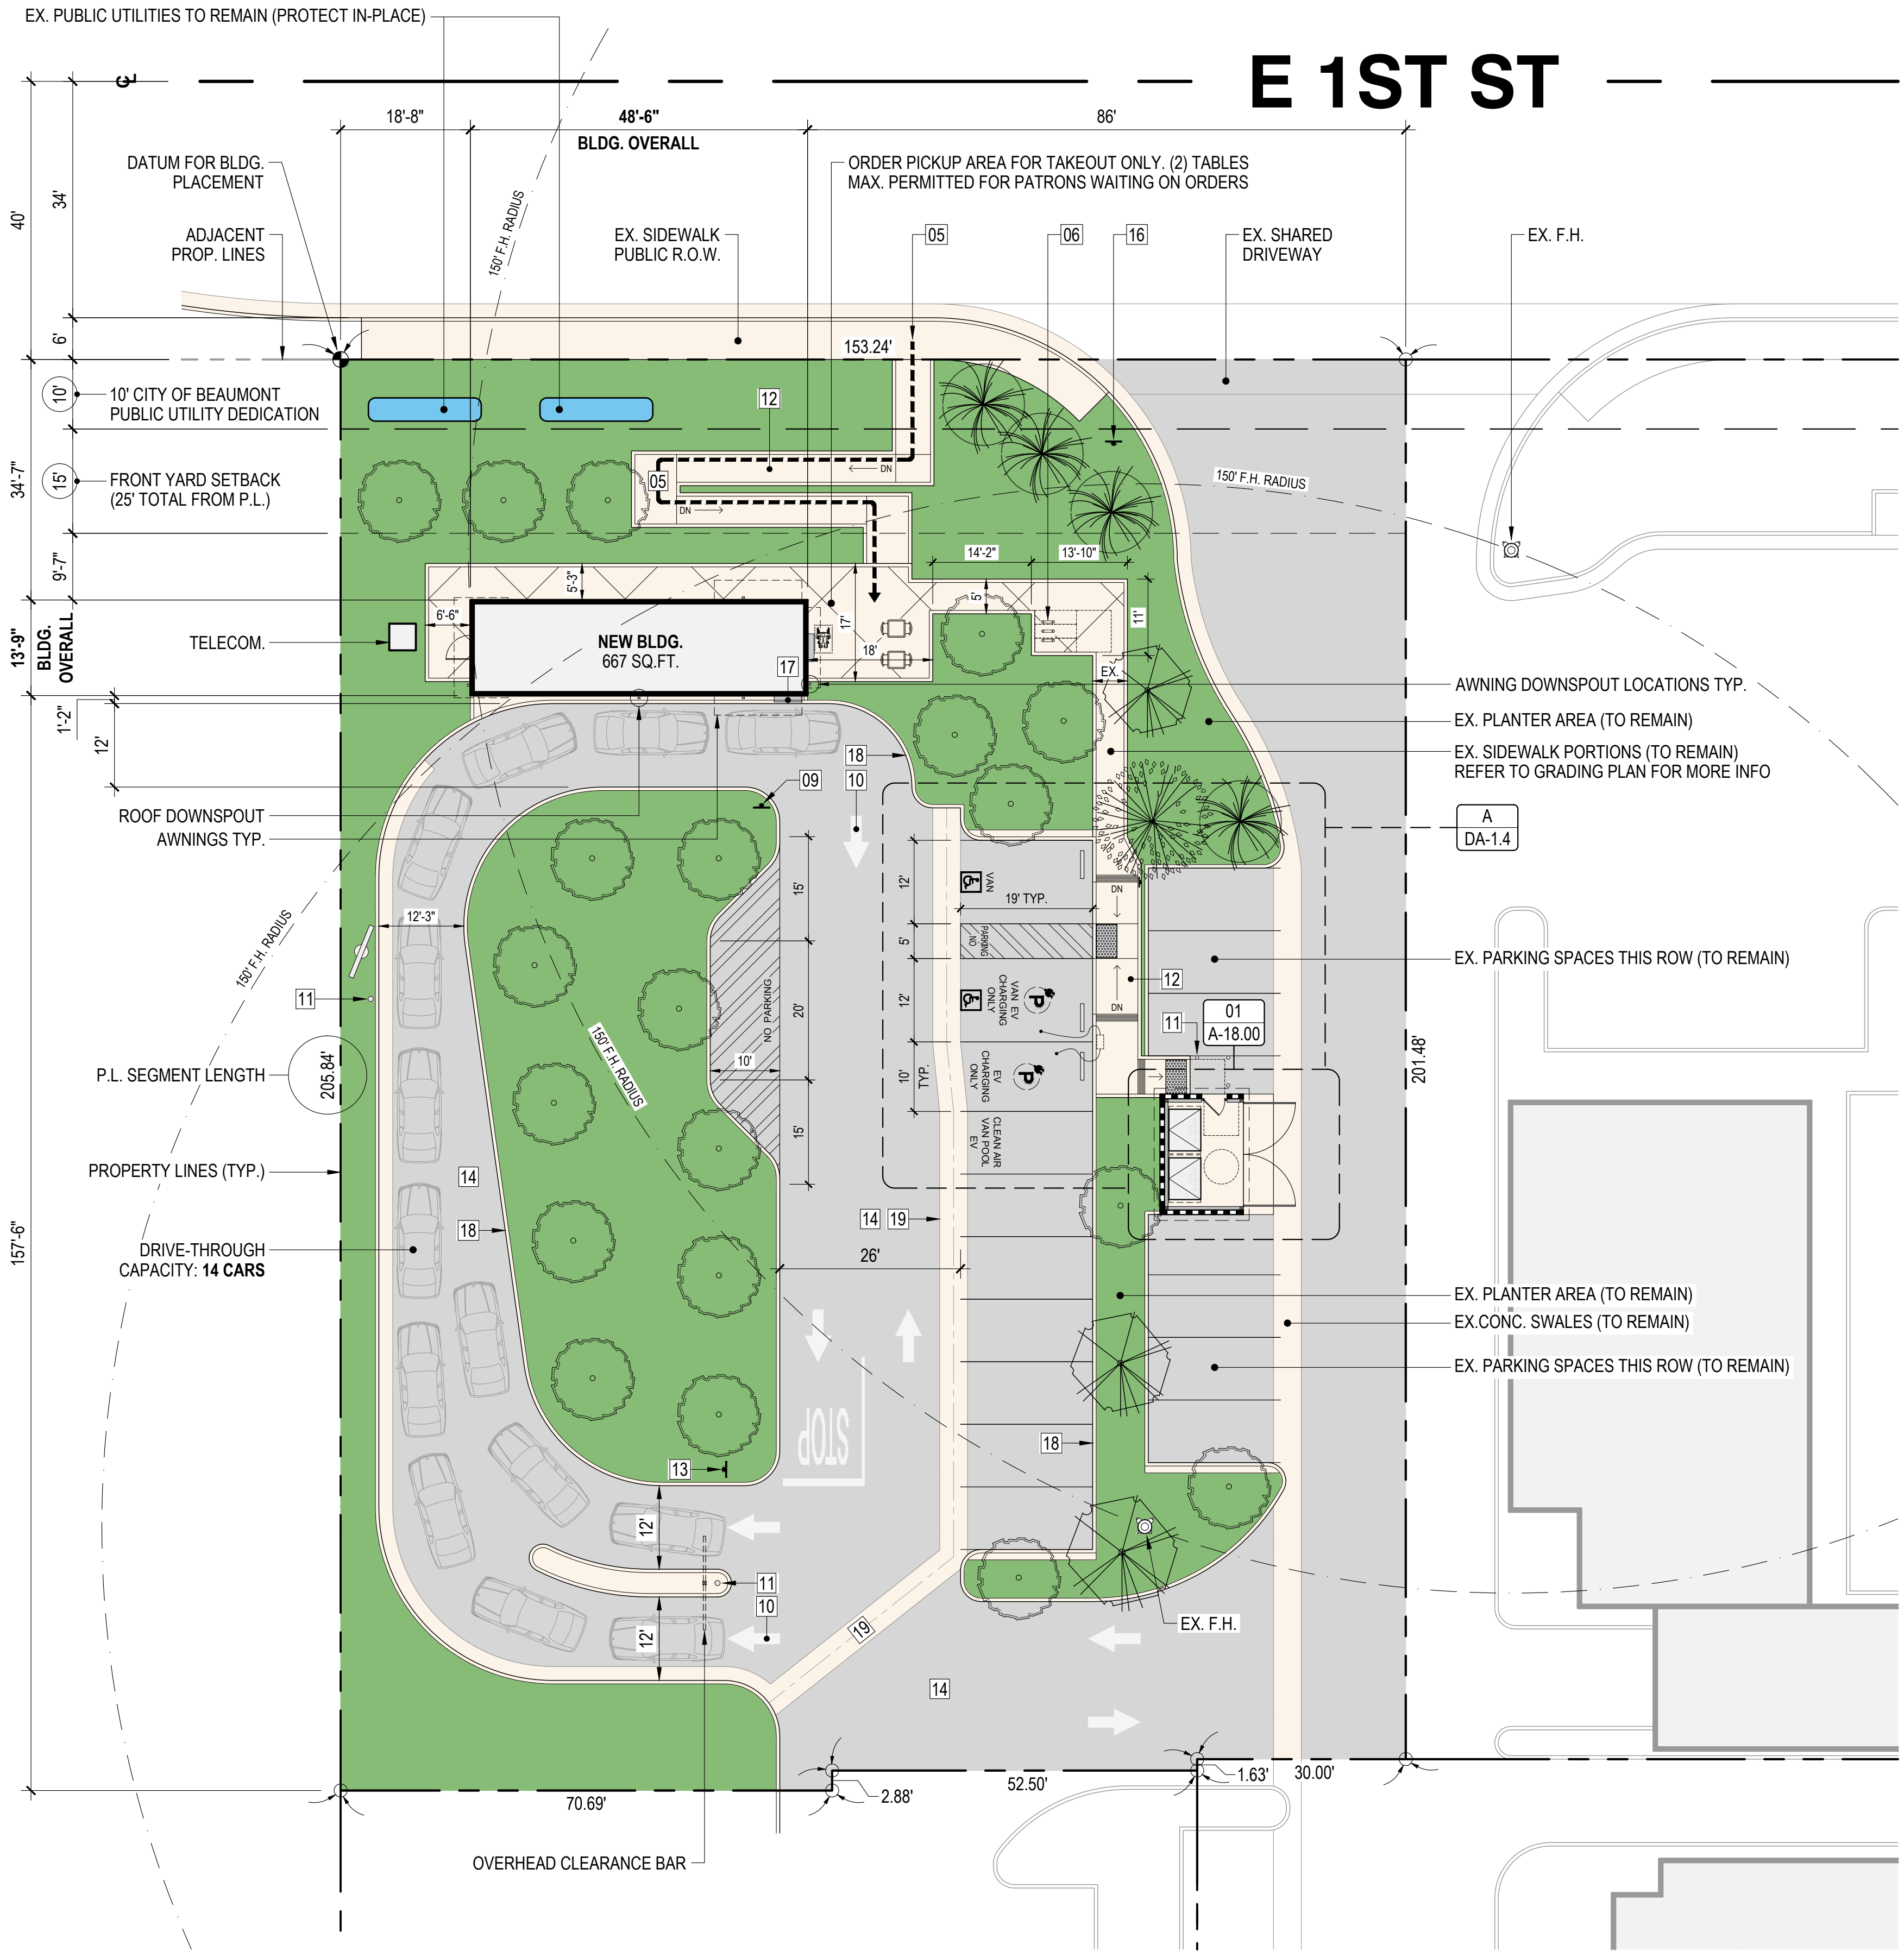 EX. PUBLIC UTILITIES TO REMAIN (PROTECT IN-PLACE)
E 1ST ST
18'-8"
48'-6"
BLDG. OVERALL
86'
DATUM FOR BLDG.
PLACEMENT
ORDER PICKUP AREA FOR TAKEOUT ONLY. (2) TABLES
MAX. PERMITTED FOR PATRONS WAITING ON ORDERS
40'
34'
150' F.H. RADIUS
ADJACENT
PROP. LINES
EX. SIDEWALK
PUBLIC R.O.W.
05
06
16
EX. SHARED
DRIVEWAY
EX. F.H.
6'
153.24'
10'
10' CITY OF BEAUMONT
PUBLIC UTILITY DEDICATION
12
34'-7"
15'
FRONT YARD SETBACK
(25' TOTAL FROM P.L.)
DN
05
DN
150' F.H. RADIUS
9'-7"
14'-2"
13'-10"
5'-3"
5'
6'-6"
17'
11'
13'-9"
BLDG.
OVERALL
TELECOM.
NEW BLDG.
667 SQ.FT.
18'
17
EX.
AWNING DOWNSPOUT LOCATIONS TYP.
1'-2"
EX. PLANTER AREA (TO REMAIN)
12'
18
EX. SIDEWALK PORTIONS (TO REMAIN)
REFER TO GRADING PLAN FOR MORE INFO
09
10
ROOF DOWNSPOUT
AWNINGS TYP.
A
DA-1.4
15'
12'
VAN
DN
19' TYP.
12'-3"
150' F.H. RADIUS
5'
NO
PARKING
EX. PARKING SPACES THIS ROW (TO REMAIN)
12
11
NO PARKING
20'
12'
VAN EV
CHARGING
ONLY
P
DN
01
A-18.00
11
150' F.H. RADIUS
10'
P.L. SEGMENT LENGTH
205.84'
10'
TYP.
EV
CHARGING
ONLY
P
201.48'
15'
CLEAN AIR
VAN POOL
EV
PROPERTY LINES (TYP.)
14
18
14
19
157'-6"
DRIVE-THROUGH
CAPACITY: 14 CARS
26'
EX. PLANTER AREA (TO REMAIN)
EX.CONC. SWALES (TO REMAIN)
EX. PARKING SPACES THIS ROW (TO REMAIN)
STOP
18
13
12'
11
10
12'
19
EX. F.H.
14
70.69'
2.88'
52.50'
1.63'
30.00'
OVERHEAD CLEARANCE BAR